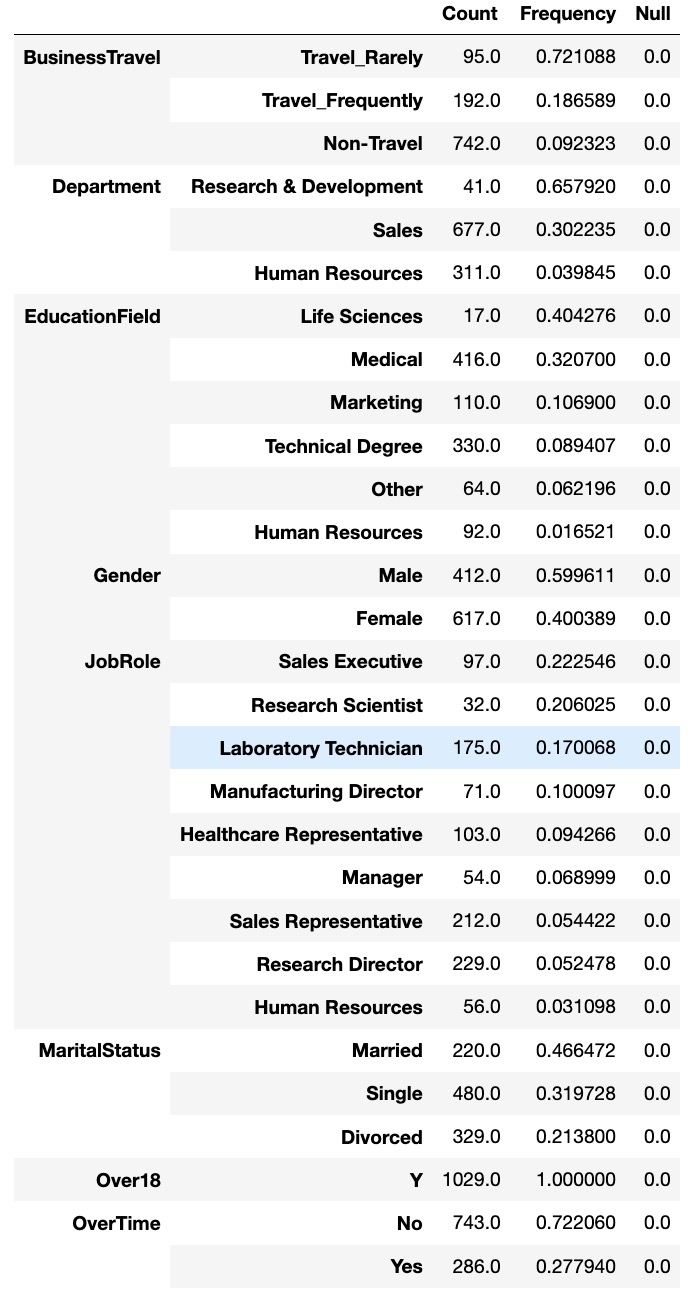 Count Frequency Null
BusinessTravel Travel_Rarely 95.0 0.721088 0.0
Travel_Frequently 192.0 0.186589 0.0
Non-Travel 742.0 0.092323 0.0
Department Research & Development 41.0 0.657920 0.0
Sales 677.0 0.302235 0.0
Human Resources 311.0 0.039845 0.0
EducationField Life Sciences 17.0 0.404276 0.0
Medical 416.0 0.320700 0.0
Marketing 110.0 0.106900 0.0
Technical Degree 330.0 0.089407 0.0
Other 64.0 0.062196 0.0
Human Resources 92.0 0.016521 0.0
Gender Male 412.0 0.599611 0.0
Female 617.0 0.400389 0.0
JobRole Sales Executive 97.0 0.222546 0.0
Research Scientist 32.0 0.206025 0.0
Laboratory Technician 175.0 0.170068 0.0
Manufacturing Director 71.0 0.100097 0.0
Healthcare Representative 103.0 0.094266 0.0
Manager 54.0 0.068999 0.0
Sales Representative 212.0 0.054422 0.0
Research Director 229.0 0.052478 0.0
Human Resources 56.0 0.031098 0.0
MaritalStatus Married 220.0 0.466472 0.0
Single 480.0 0.319728 0.0
Divorced 329.0 0.213800 0.0
Over18 Y 1029.0 1.000000 0.0
OverTime No 743.0 0.722060 0.0
Yes 286.0 0.277940 0.0